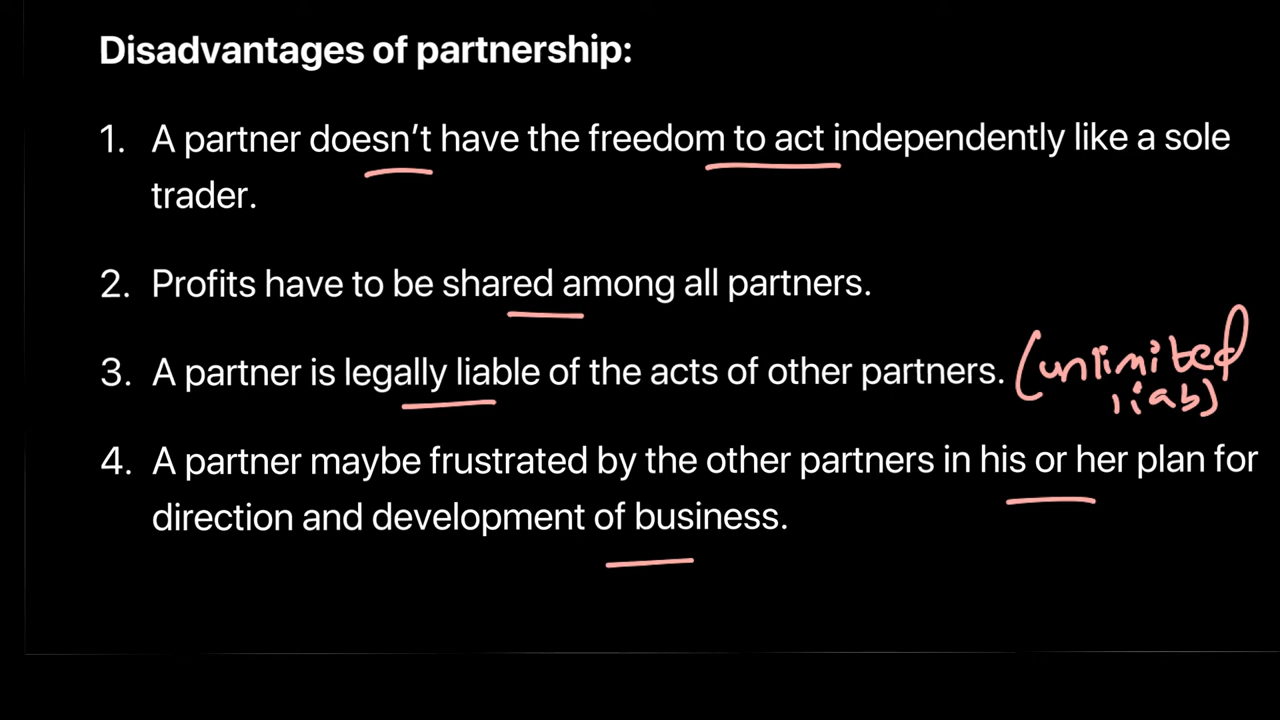 Disadvantages of partnership:
1. A partner doesn’t have the freedom to act independently like a sole
trader.
2. Profits have to be shared among all partners.
3. A partner is legally liable of the acts of other partners. (unlimited
liab)
4. A partner maybe frustrated by the other partners in his or her plan for
direction and development of business.